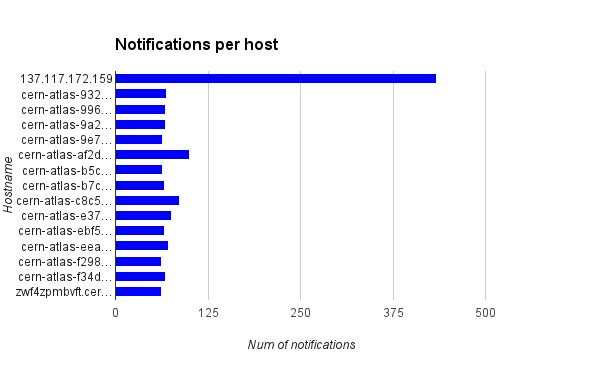 Notifications per host
137.117.172.159
cern-atlas-932...
cern-atlas-996...
cern-atlas-9a2...
cern-atlas-9e7...
cern-atlas-af2d...
cern-atlas-b5c...
cern-atlas-b7c...
cern-atlas-c8c5...
cern-atlas-e37...
cern-atlas-ebf5...
cern-atlas-eea...
cern-atlas-f298...
cern-atlas-f34d...
zwf4zpmbvft.cer...
Hostname
0 125 250 375 500
Num of notifications